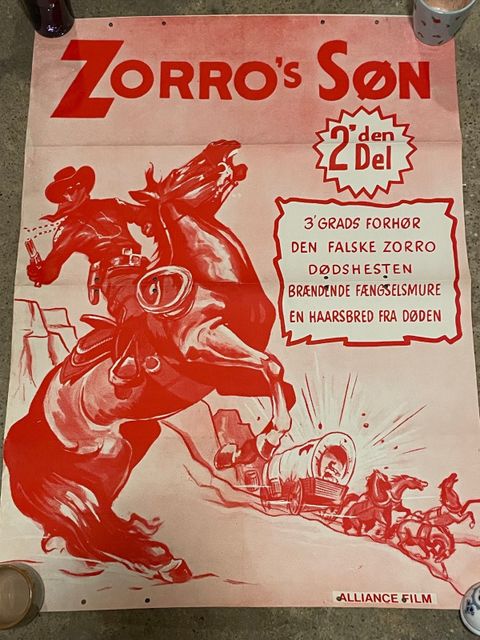 ZORRO'S SØN
2'den
Del
3'GRADS FORHØR
DEN FALSKE ZORRO
DØDSHESTEN
BRÆNDENDE FÆNGSELSMURE
EN HAARSBRED FRA DØDEN
ALLIANCE FILM